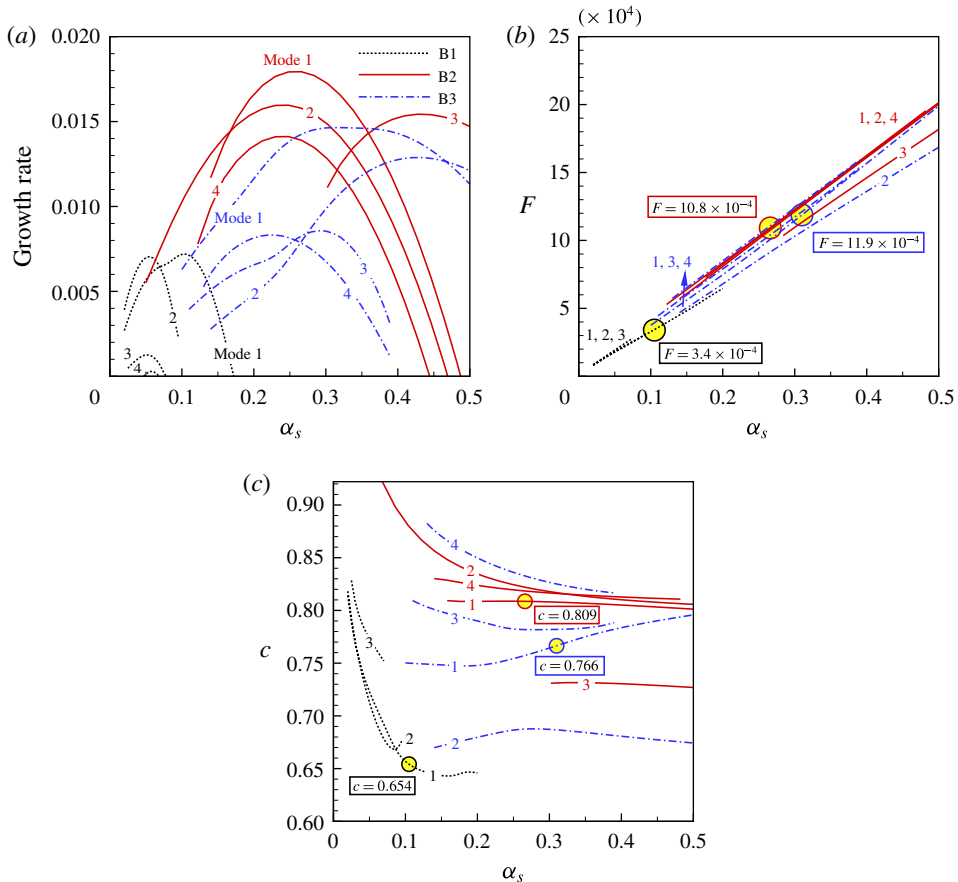 (a)
0.020
0.015
0.010
0.005
0
0.1
0.2
0.3
0.4
0.5
Growth rate
αs
Mode 1
2
4
3
Mode 1
2
3
4
2
Mode 1
3
4
B1
B2
B3
(b)
(× 10⁴)
25
20
15
10
5
0
0.1
0.2
0.3
0.4
0.5
F
αs
1, 2, 4
3
2
F = 10.8 × 10⁻⁴
F = 11.9 × 10⁻⁴
1, 3, 4
1, 2, 3
F = 3.4 × 10⁻⁴
(c)
0.90
0.85
0.80
0.75
0.70
0.65
0.60
0
0.1
0.2
0.3
0.4
0.5
c
αs
4
2
4
1
c = 0.809
3
3
1
c = 0.766
3
2
2
1
c = 0.654